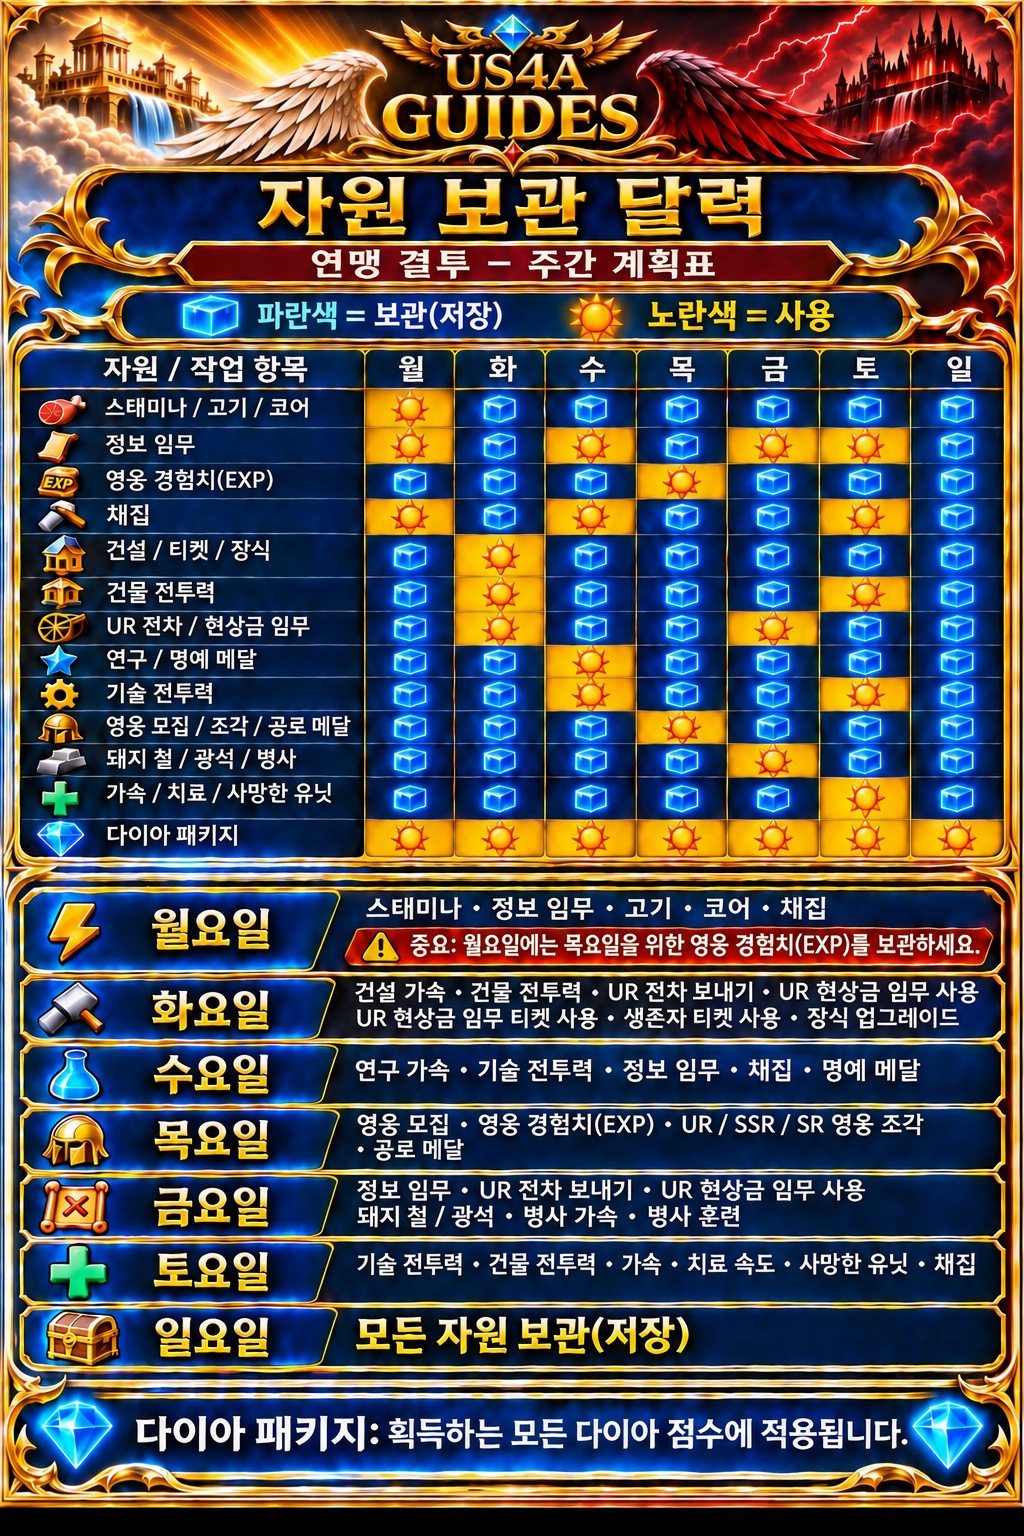 US4A
GUIDES
자원 보관 달력
연맹 결투 – 주간 계획표
파란색 = 보관(저장) 노란색 = 사용
자원 / 작업 항목 월 화 수 목 금 토 일
스태미나 / 고기 / 코어
정보 임무
EXP 영웅 경험치(EXP)
채집
건설 / 티켓 / 장식
건물 전투력
UR 전차 / 현상금 임무
연구 / 명예 메달
기술 전투력
영웅 모집 / 조각 / 공로 메달
돼지 철 / 광석 / 병사
가속 / 치료 / 사망한 유닛
다이아 패키지
월요일
스태미나 • 정보 임무 • 고기 • 코어 • 채집
중요: 월요일에는 목요일을 위한 영웅 경험치(EXP)를 보관하세요.
화요일
건설 가속 • 건물 전투력 • UR 전차 보내기 • UR 현상금 임무 사용
UR 현상금 임무 티켓 사용 • 생존자 티켓 사용 • 장식 업그레이드
수요일
연구 가속 • 기술 전투력 • 정보 임무 • 채집 • 명예 메달
목요일
영웅 모집 • 영웅 경험치(EXP) • UR / SSR / SR 영웅 조각
• 공로 메달
금요일
정보 임무 • UR 전차 보내기 • UR 현상금 임무 사용
돼지 철 / 광석 • 병사 가속 • 병사 훈련
토요일
기술 전투력 • 건물 전투력 • 가속 • 치료 속도 • 사망한 유닛 • 채집
일요일
모든 자원 보관(저장)
다이아 패키지: 획득하는 모든 다이아 점수에 적용됩니다.